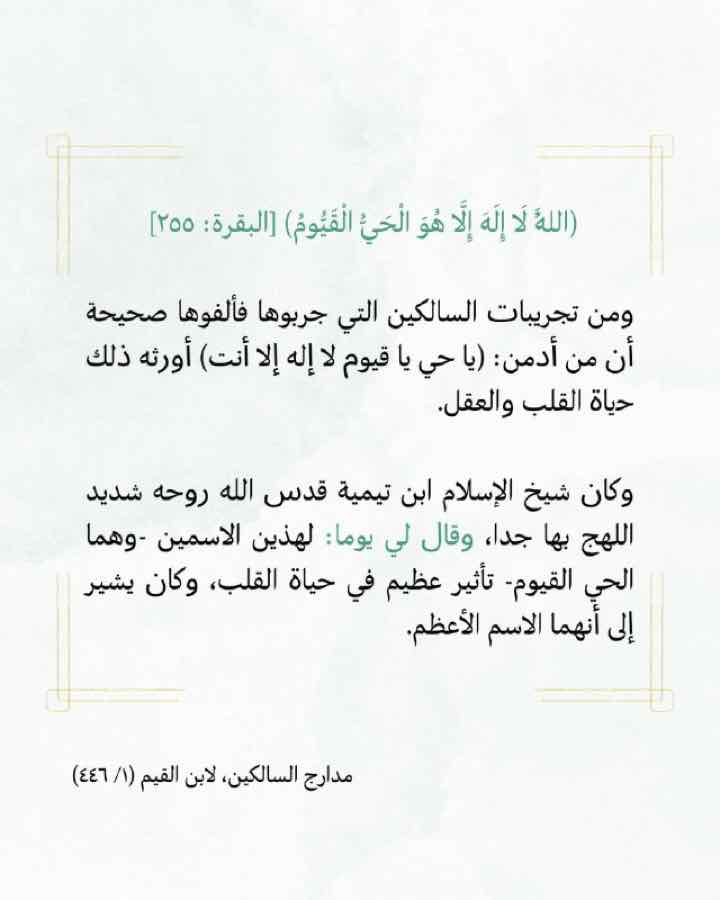 (اللهُ لَا إِلَهَ إِلَّا هُوَ الْحَيُّ الْقَيُّومُ) [البقرة: ٢٥٥]
ومن تجريبات السالكين التي جربوها فألفوها صحيحة
أن من أدمن: (يا حي يا قيوم لا إله إلا أنت) أورثه ذلك
حياة القلب والعقل.
وكان شيخ الإسلام ابن تيمية قدس الله روحه شديد
اللهج بها جدا، وقال لي يوما: لهذين الاسمين -وهما
الحي القيوم- تأثير عظيم في حياة القلب، وكان يشير
إلى أنهما الاسم الأعظم.
مدارج السالكين، لابن القيم (١/ ٤٤٦)